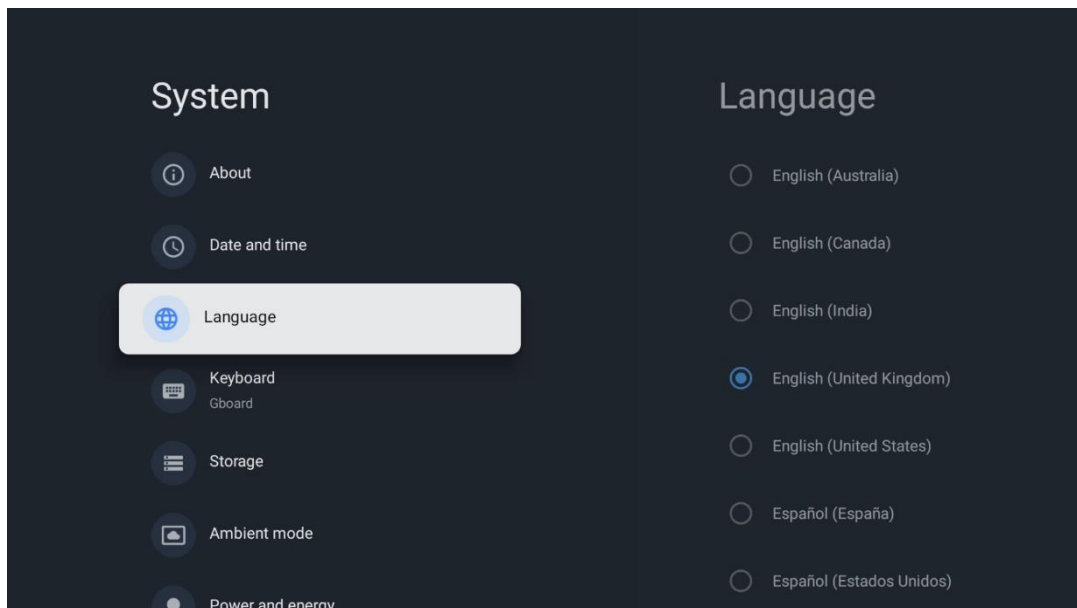 System
About
Date and time
Language
Keyboard
Gboard
Storage
Ambient mode
Power and energy
Language
English (Australia)
English (Canada)
English (India)
English (United Kingdom)
English (United States)
Español (España)
Español (Estados Unidos)